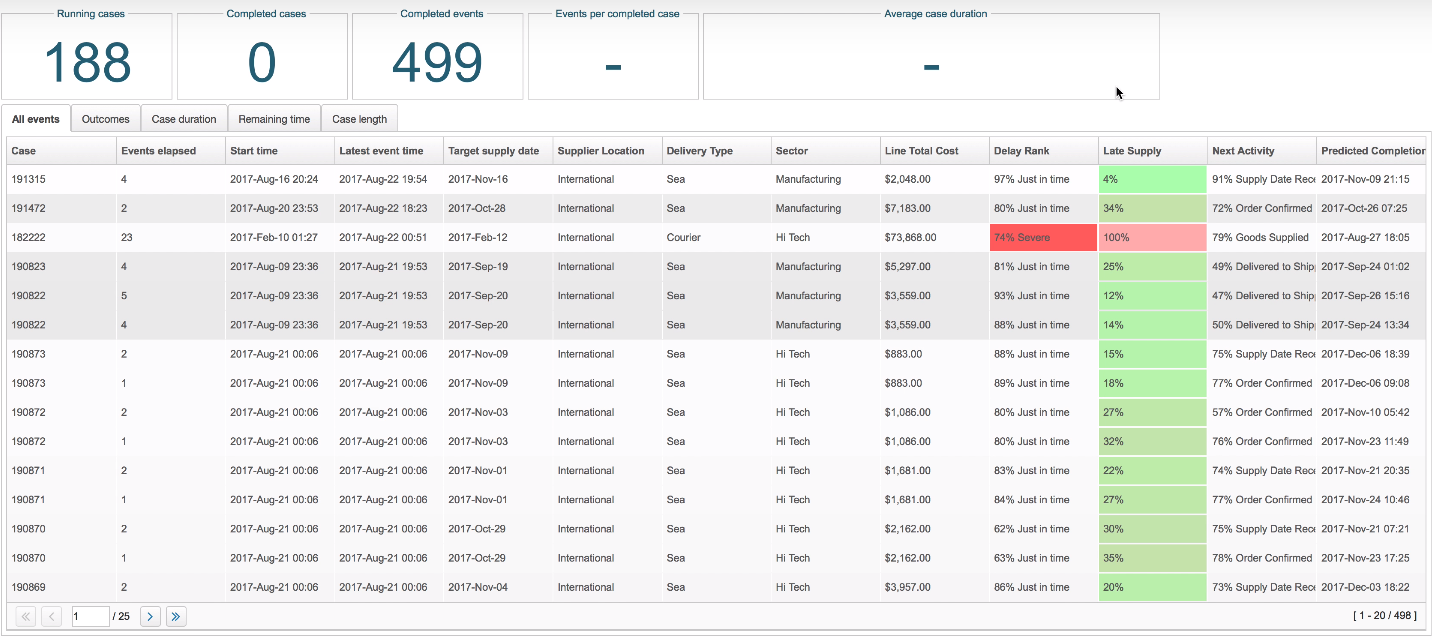 Running cases Completed cases Completed events Events per completed case Average case duration
188 0 499 - -
All events Outcomes Case duration Remaining time Case length
Case Events elapsed Start time Latest event time Target supply date Supplier Location Delivery Type Sector Line Total Cost Delay Rank Late Supply Next Activity Predicted Completion
191315 4 2017-Aug-16 20:24 2017-Aug-22 19:54 2017-Nov-16 International Sea Manufacturing $2,048.00 97% Just in time 4% 91% Supply Date Rece 2017-Nov-09 21:15
191472 2 2017-Aug-20 23:53 2017-Aug-22 18:23 2017-Oct-28 International Sea Manufacturing $7,183.00 80% Just in time 34% 72% Order Confirmed 2017-Oct-26 07:25
182222 23 2017-Feb-10 01:27 2017-Aug-22 00:51 2017-Feb-12 International Courier Hi Tech $73,868.00 74% Severe 100% 79% Goods Supplied 2017-Aug-27 18:05
190823 4 2017-Aug-09 23:36 2017-Aug-21 19:53 2017-Sep-19 International Sea Manufacturing $5,297.00 81% Just in time 25% 49% Delivered to Ship 2017-Sep-24 01:02
190822 5 2017-Aug-09 23:36 2017-Aug-21 19:53 2017-Sep-20 International Sea Manufacturing $3,559.00 93% Just in time 12% 47% Delivered to Ship 2017-Sep-26 15:16
190822 4 2017-Aug-09 23:36 2017-Aug-21 19:53 2017-Sep-20 International Sea Manufacturing $3,559.00 88% Just in time 14% 50% Delivered to Ship 2017-Sep-24 13:34
190873 2 2017-Aug-21 00:06 2017-Aug-21 00:06 2017-Nov-09 International Sea Hi Tech $883.00 88% Just in time 15% 75% Supply Date Rece 2017-Dec-06 18:39
190873 1 2017-Aug-21 00:06 2017-Aug-21 00:06 2017-Nov-09 International Sea Hi Tech $883.00 89% Just in time 18% 77% Order Confirmed 2017-Dec-06 09:08
190872 2 2017-Aug-21 00:06 2017-Aug-21 00:06 2017-Nov-03 International Sea Hi Tech $1,086.00 80% Just in time 27% 57% Order Confirmed 2017-Nov-10 05:42
190872 1 2017-Aug-21 00:06 2017-Aug-21 00:06 2017-Nov-03 International Sea Hi Tech $1,086.00 80% Just in time 32% 76% Order Confirmed 2017-Nov-23 11:49
190871 2 2017-Aug-21 00:06 2017-Aug-21 00:06 2017-Nov-01 International Sea Hi Tech $1,681.00 83% Just in time 22% 74% Supply Date Rece 2017-Nov-21 20:35
190871 1 2017-Aug-21 00:06 2017-Aug-21 00:06 2017-Nov-01 International Sea Hi Tech $1,681.00 84% Just in time 27% 77% Order Confirmed 2017-Nov-24 10:46
190870 2 2017-Aug-21 00:06 2017-Aug-21 00:06 2017-Oct-29 International Sea Hi Tech $2,162.00 62% Just in time 30% 75% Supply Date Rece 2017-Nov-21 07:21
190870 1 2017-Aug-21 00:06 2017-Aug-21 00:06 2017-Oct-29 International Sea Hi Tech $2,162.00 63% Just in time 35% 78% Order Confirmed 2017-Nov-23 17:25
190869 2 2017-Aug-21 00:06 2017-Aug-21 00:06 2017-Nov-04 International Sea Hi Tech $3,957.00 86% Just in time 20% 73% Supply Date Rece 2017-Dec-03 18:22
1 / 25 [ 1 - 20 / 498 ]